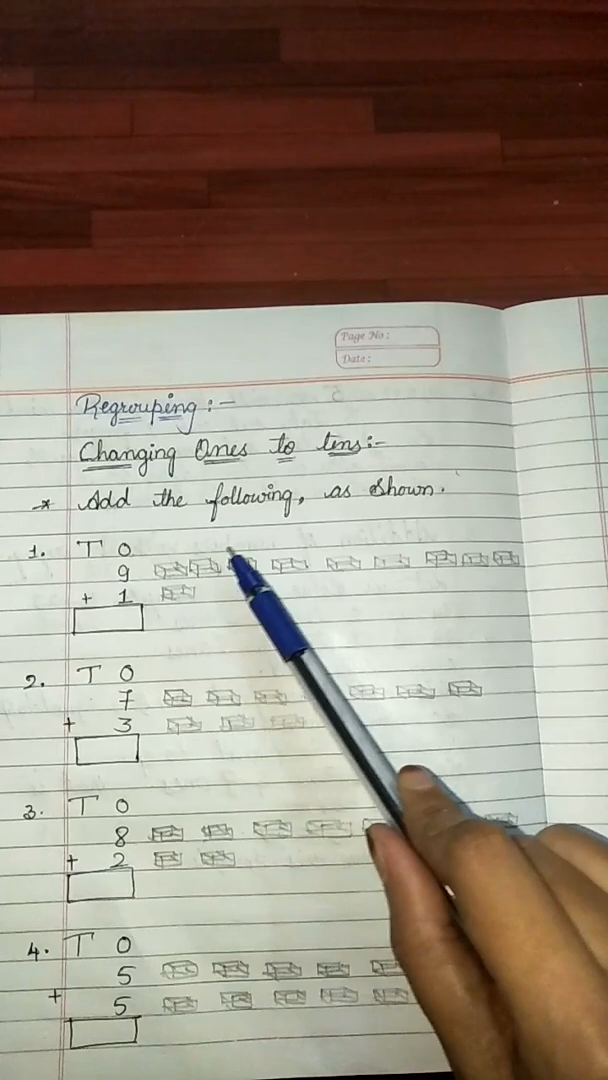 Page No:
Date:
Regrouping :-
Changing Ones to tens :-
* Add the following, as shown.
1. T O
9
+ 1
2. T O
7
+ 3
3. T O
8
+ 2
4. T O
5
+ 5